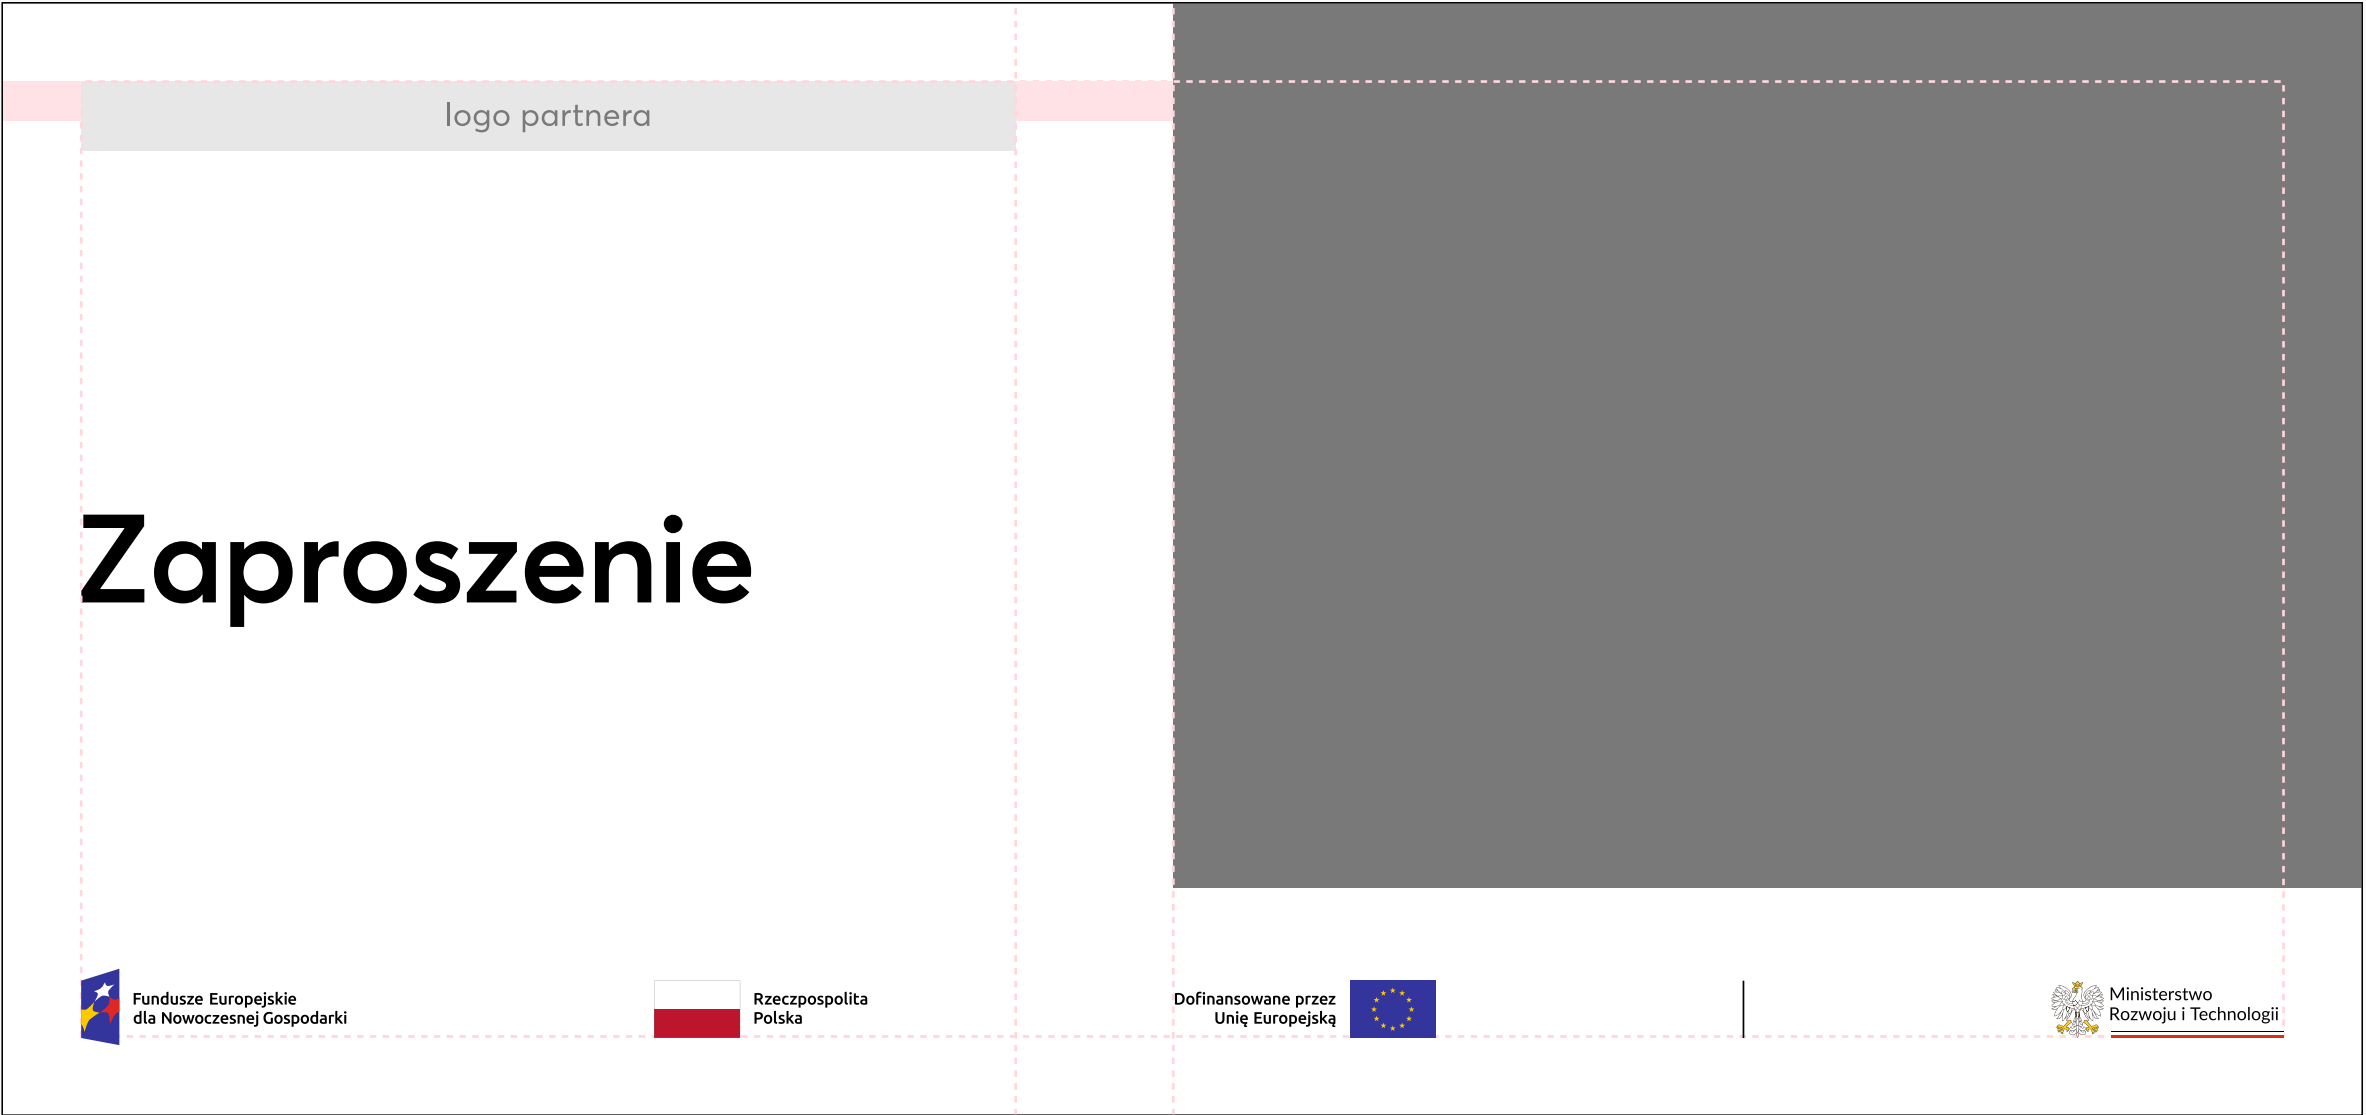 logo partnera
Zaproszenie
Fundusze Europejskie
dla Nowoczesnej Gospodarki
Rzeczpospolita
Polska
Dofinansowane przez
Unię Europejską
Ministerstwo
Rozwoju i Technologii